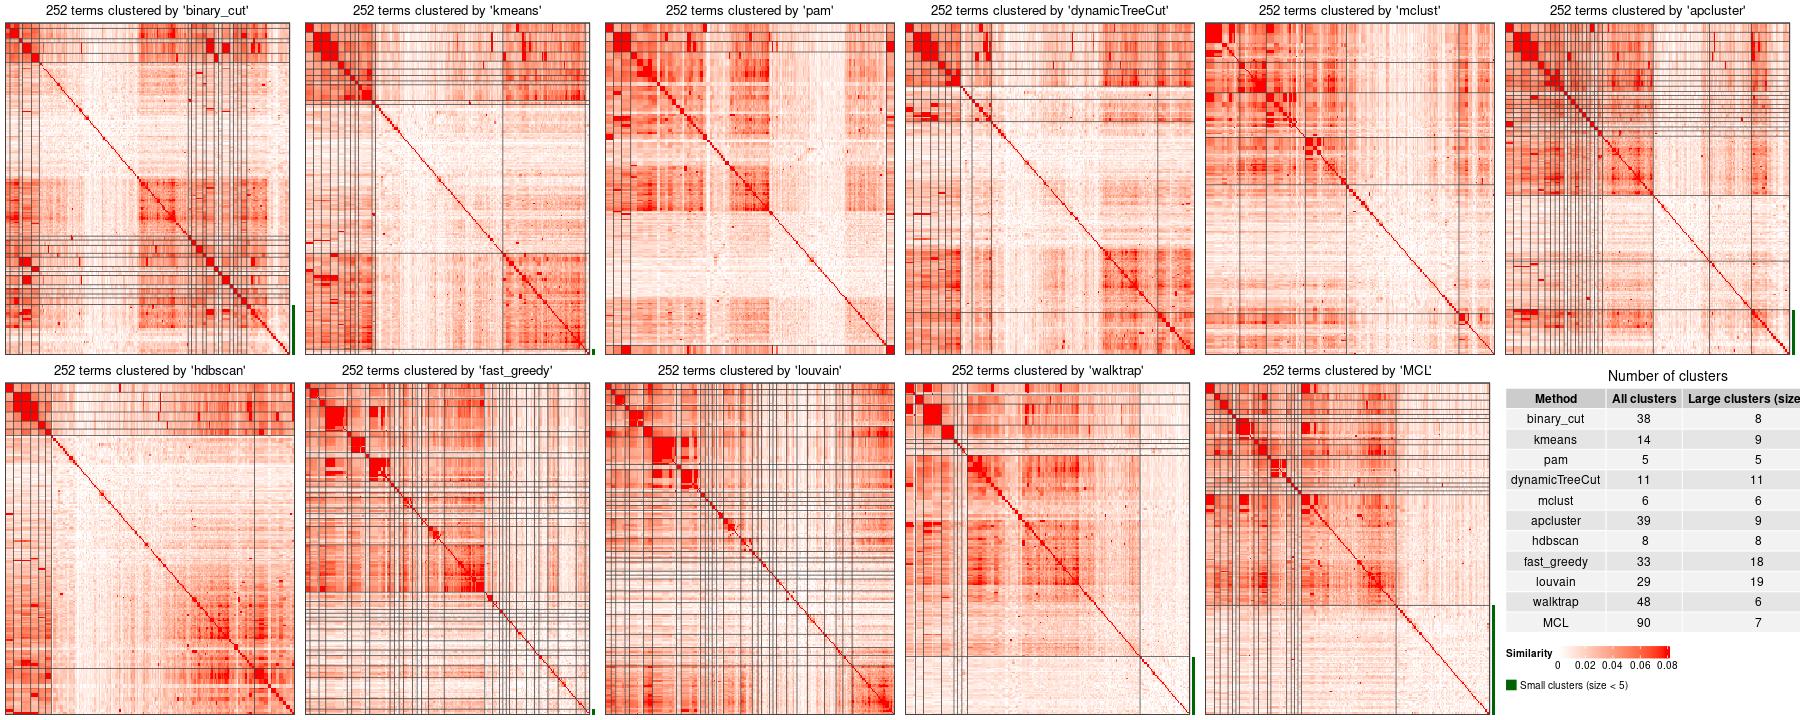 252 terms clustered by 'binary_cut'
252 terms clustered by 'kmeans'
252 terms clustered by 'pam'
252 terms clustered by 'dynamicTreeCut'
252 terms clustered by 'mclust'
252 terms clustered by 'apcluster'
252 terms clustered by 'hdbscan'
252 terms clustered by 'fast_greedy'
252 terms clustered by 'louvain'
252 terms clustered by 'walktrap'
252 terms clustered by 'MCL'
Number of clusters
Method All clusters Large clusters (size
binary_cut 38 8
kmeans 14 9
pam 5 5
dynamicTreeCut 11 11
mclust 6 6
apcluster 39 9
hdbscan 8 8
fast_greedy 33 18
louvain 29 19
walktrap 48 6
MCL 90 7
Similarity
0 0.02 0.04 0.06 0.08
Small clusters (size < 5)